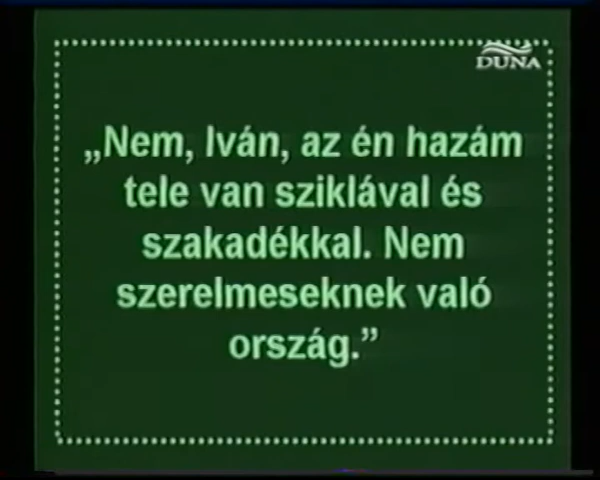 DUNA
„Nem, Iván, az én hazám
tele van sziklával és
szakadékkal. Nem
szerelmeseknek való
ország.”